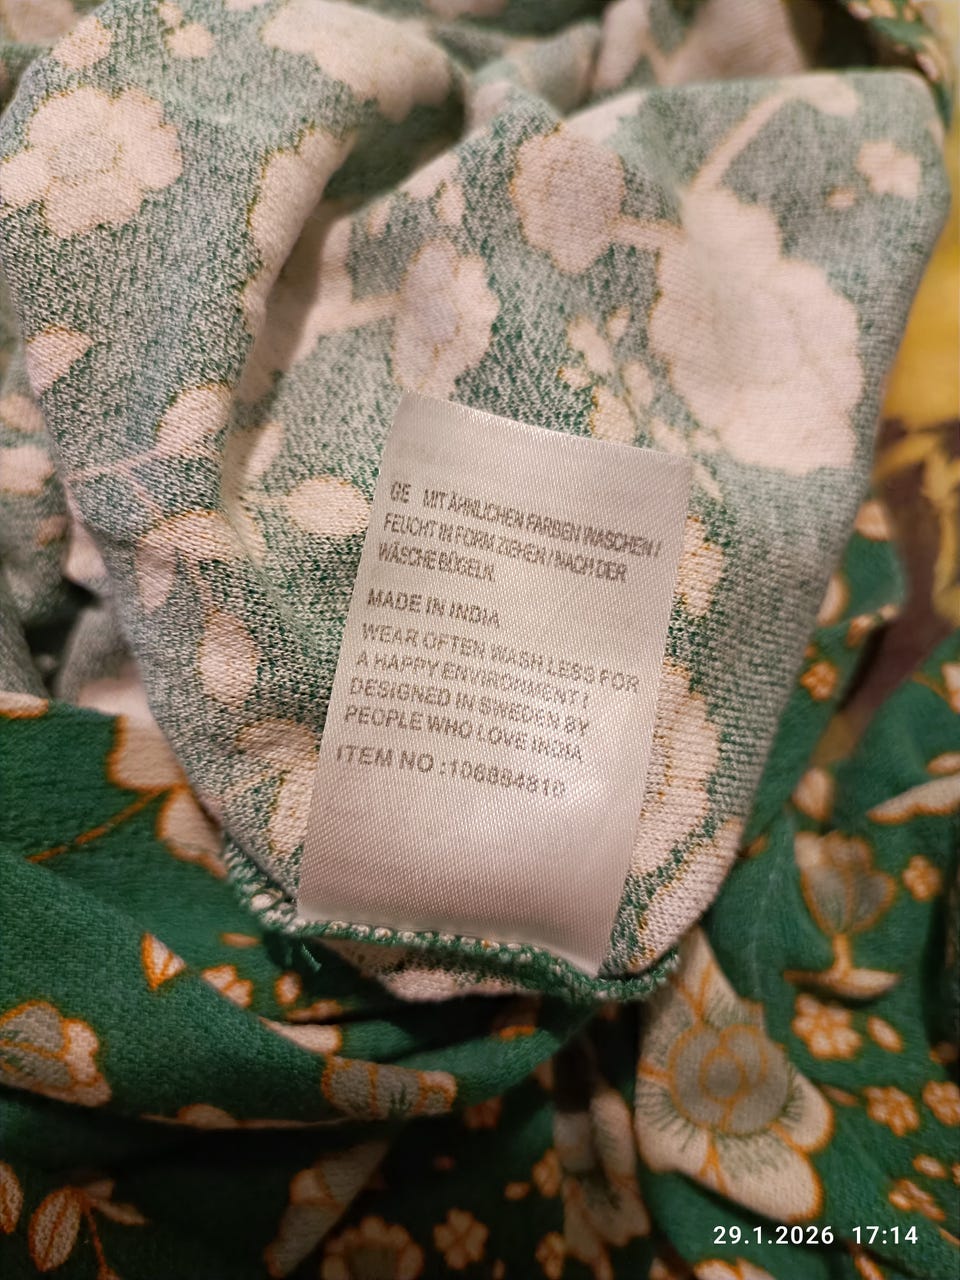 GE MIT ÄHNLICHEN FARBEN WASCHEN /
FEUCHT IN FORM ZIEHEN / NACH DER
WÄSCHE BÜGELN.
MADE IN INDIA
WEAR OFTEN WASH LESS FOR
A HAPPY ENVIRONMENT !
DESIGNED IN SWEDEN BY
PEOPLE WHO LOVE INDIA
ITEM NO :106884810
29.1.2026 17:14